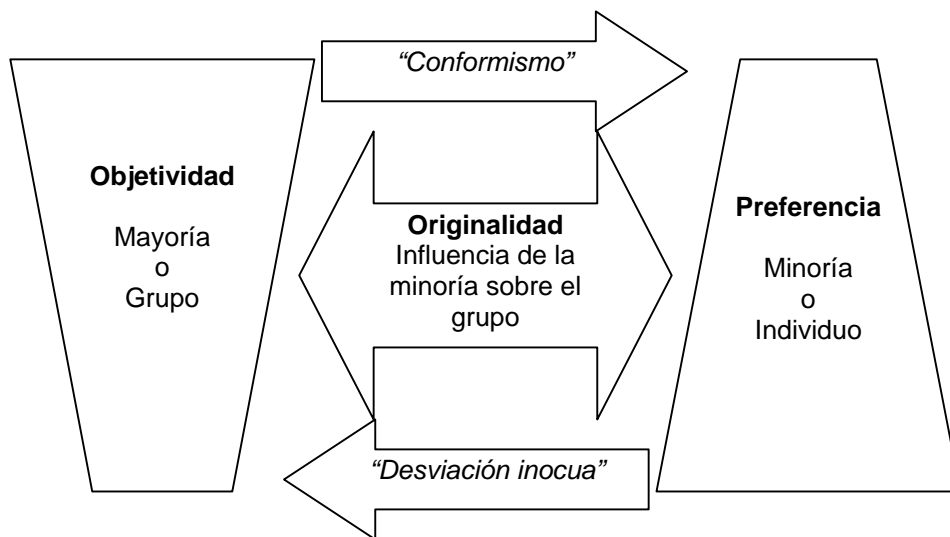 “Conformismo”
Objetividad
Mayoría
o
Grupo
Originalidad
Influencia de la
minoría sobre el
grupo
Preferencia
Minoría
o
Individuo
“Desviación inocua”